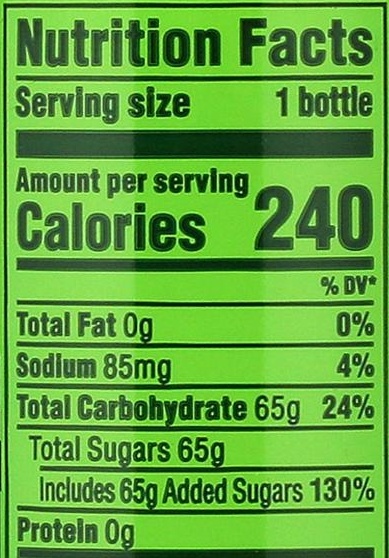 Nutrition Facts
Serving size 1 bottle
Amount per serving
Calories 240
% DV*
Total Fat 0g 0%
Sodium 85mg 4%
Total Carbohydrate 65g 24%
Total Sugars 65g
Includes 65g Added Sugars 130%
Protein 0g